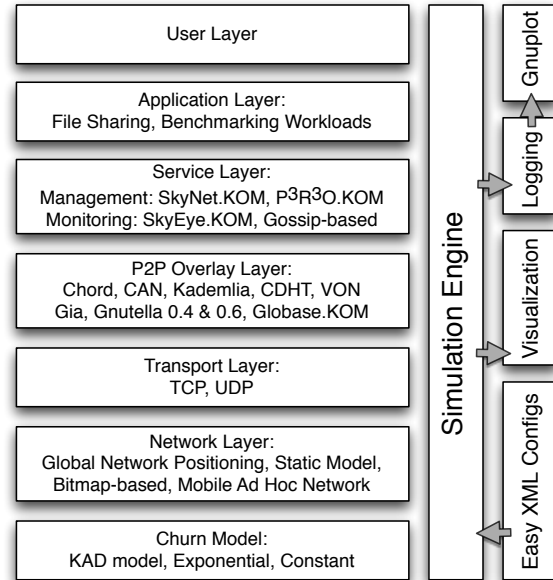 User Layer
Application Layer:
File Sharing, Benchmarking Workloads
Service Layer:
Management: SkyNet.KOM, P³R³O.KOM
Monitoring: SkyEye.KOM, Gossip-based
P2P Overlay Layer:
Chord, CAN, Kademlia, CDHT, VON
Gia, Gnutella 0.4 & 0.6, Globase.KOM
Transport Layer:
TCP, UDP
Network Layer:
Global Network Positioning, Static Model,
Bitmap-based, Mobile Ad Hoc Network
Churn Model:
KAD model, Exponential, Constant
Simulation Engine
Gnuplot
Logging
Visualization
Easy XML Configs